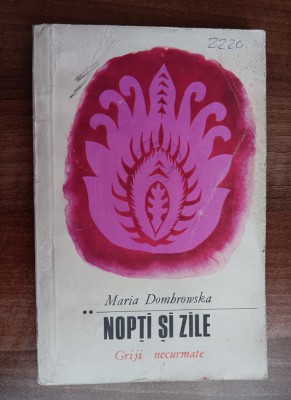 2220.
Maria Dombrowska
NOPȚI ȘI ZILE
Griji necurmate